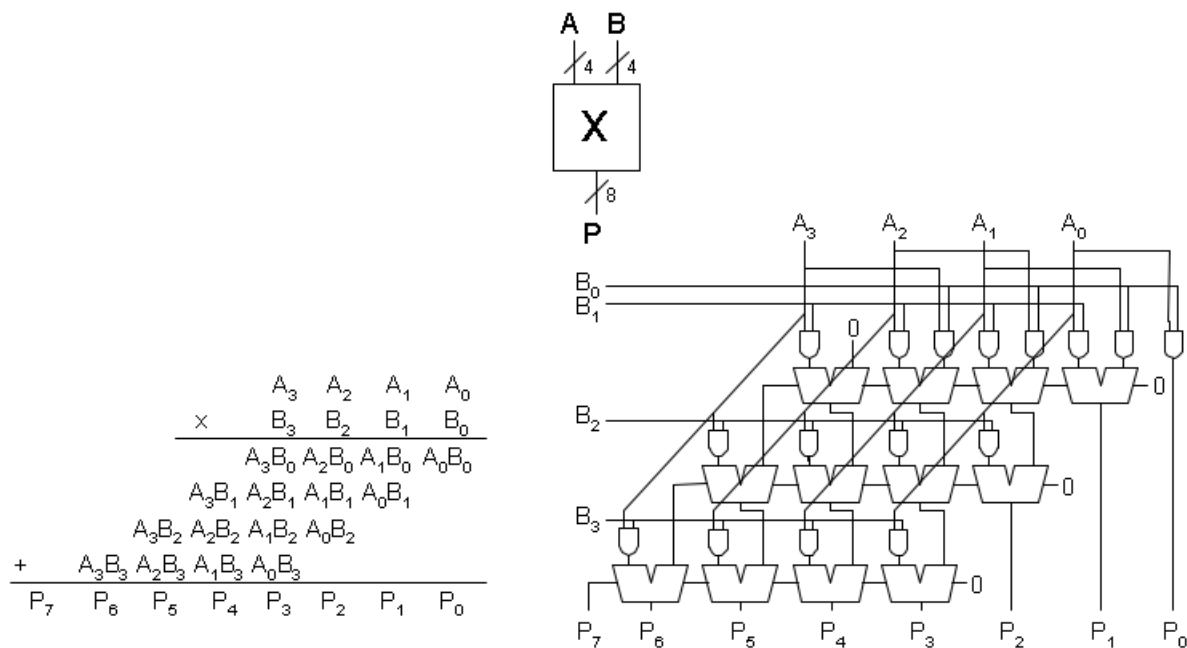 A B
4 4
X
8
P
A₃ A₂ A₁ A₀
B₀
B₁
0
0
B₂
0
B₃
0
P₇ P₆ P₅ P₄ P₃ P₂ P₁ P₀
A₃ A₂ A₁ A₀
× B₃ B₂ B₁ B₀
A₃B₀ A₂B₀ A₁B₀ A₀B₀
A₃B₁ A₂B₁ A₁B₁ A₀B₁
A₃B₂ A₂B₂ A₁B₂ A₀B₂
+ A₃B₃ A₂B₃ A₁B₃ A₀B₃
P₇ P₆ P₅ P₄ P₃ P₂ P₁ P₀